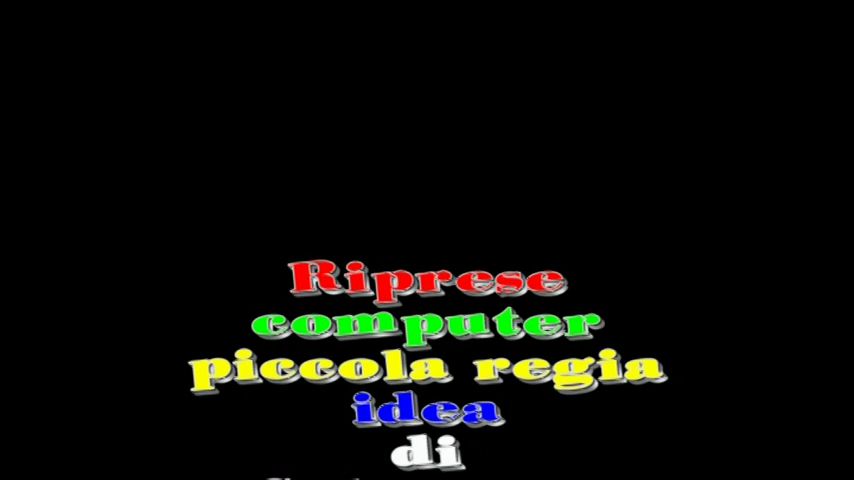 Riprese
computer
piccola regia
idea
di